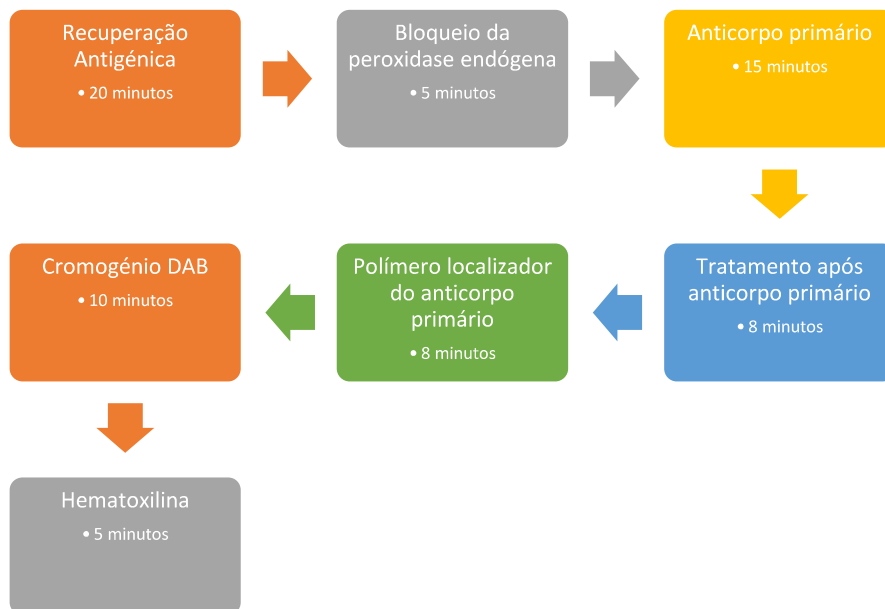 Recuperação
Antigénica
• 20 minutos
Bloqueio da
peroxidase endógena
• 5 minutos
Anticorpo primário
• 15 minutos
Tratamento após
anticorpo primário
• 8 minutos
Polímero localizador
do anticorpo
primário
• 8 minutos
Cromogénio DAB
• 10 minutos
Hematoxilina
• 5 minutos